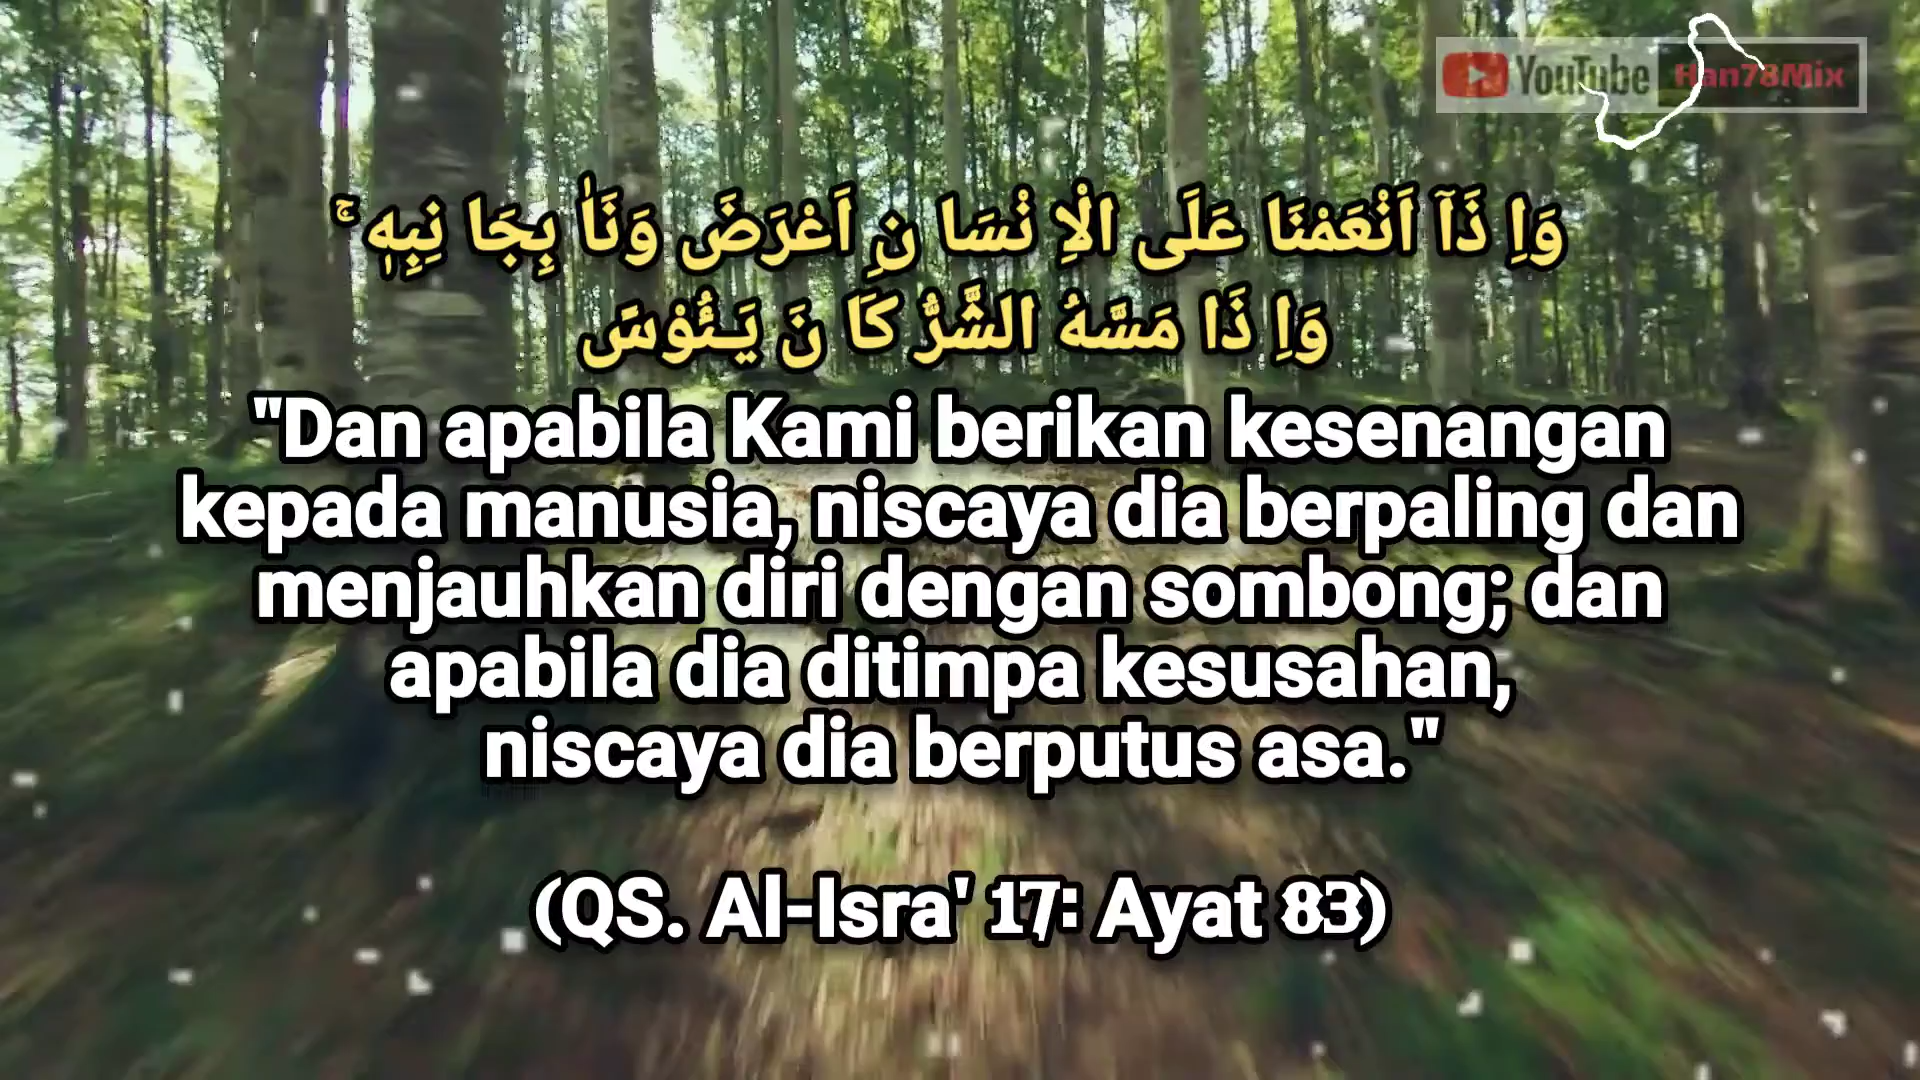 YouTube Han78Mix
وَاِ ذَاۤ اَنْعَمْنَا عَلَى الْاِ نْسَا نِ اَعْرَضَ وَنَاٰ بِجَا نِبِهٖ ۚ
وَاِ ذَا مَسَّهُ الشَّرُّ كَا نَ يَــئُوْسًا
"Dan apabila Kami berikan kesenangan
kepada manusia, niscaya dia berpaling dan
menjauhkan diri dengan sombong; dan
apabila dia ditimpa kesusahan,
niscaya dia berputus asa."
(QS. Al-Isra' 17: Ayat 83)